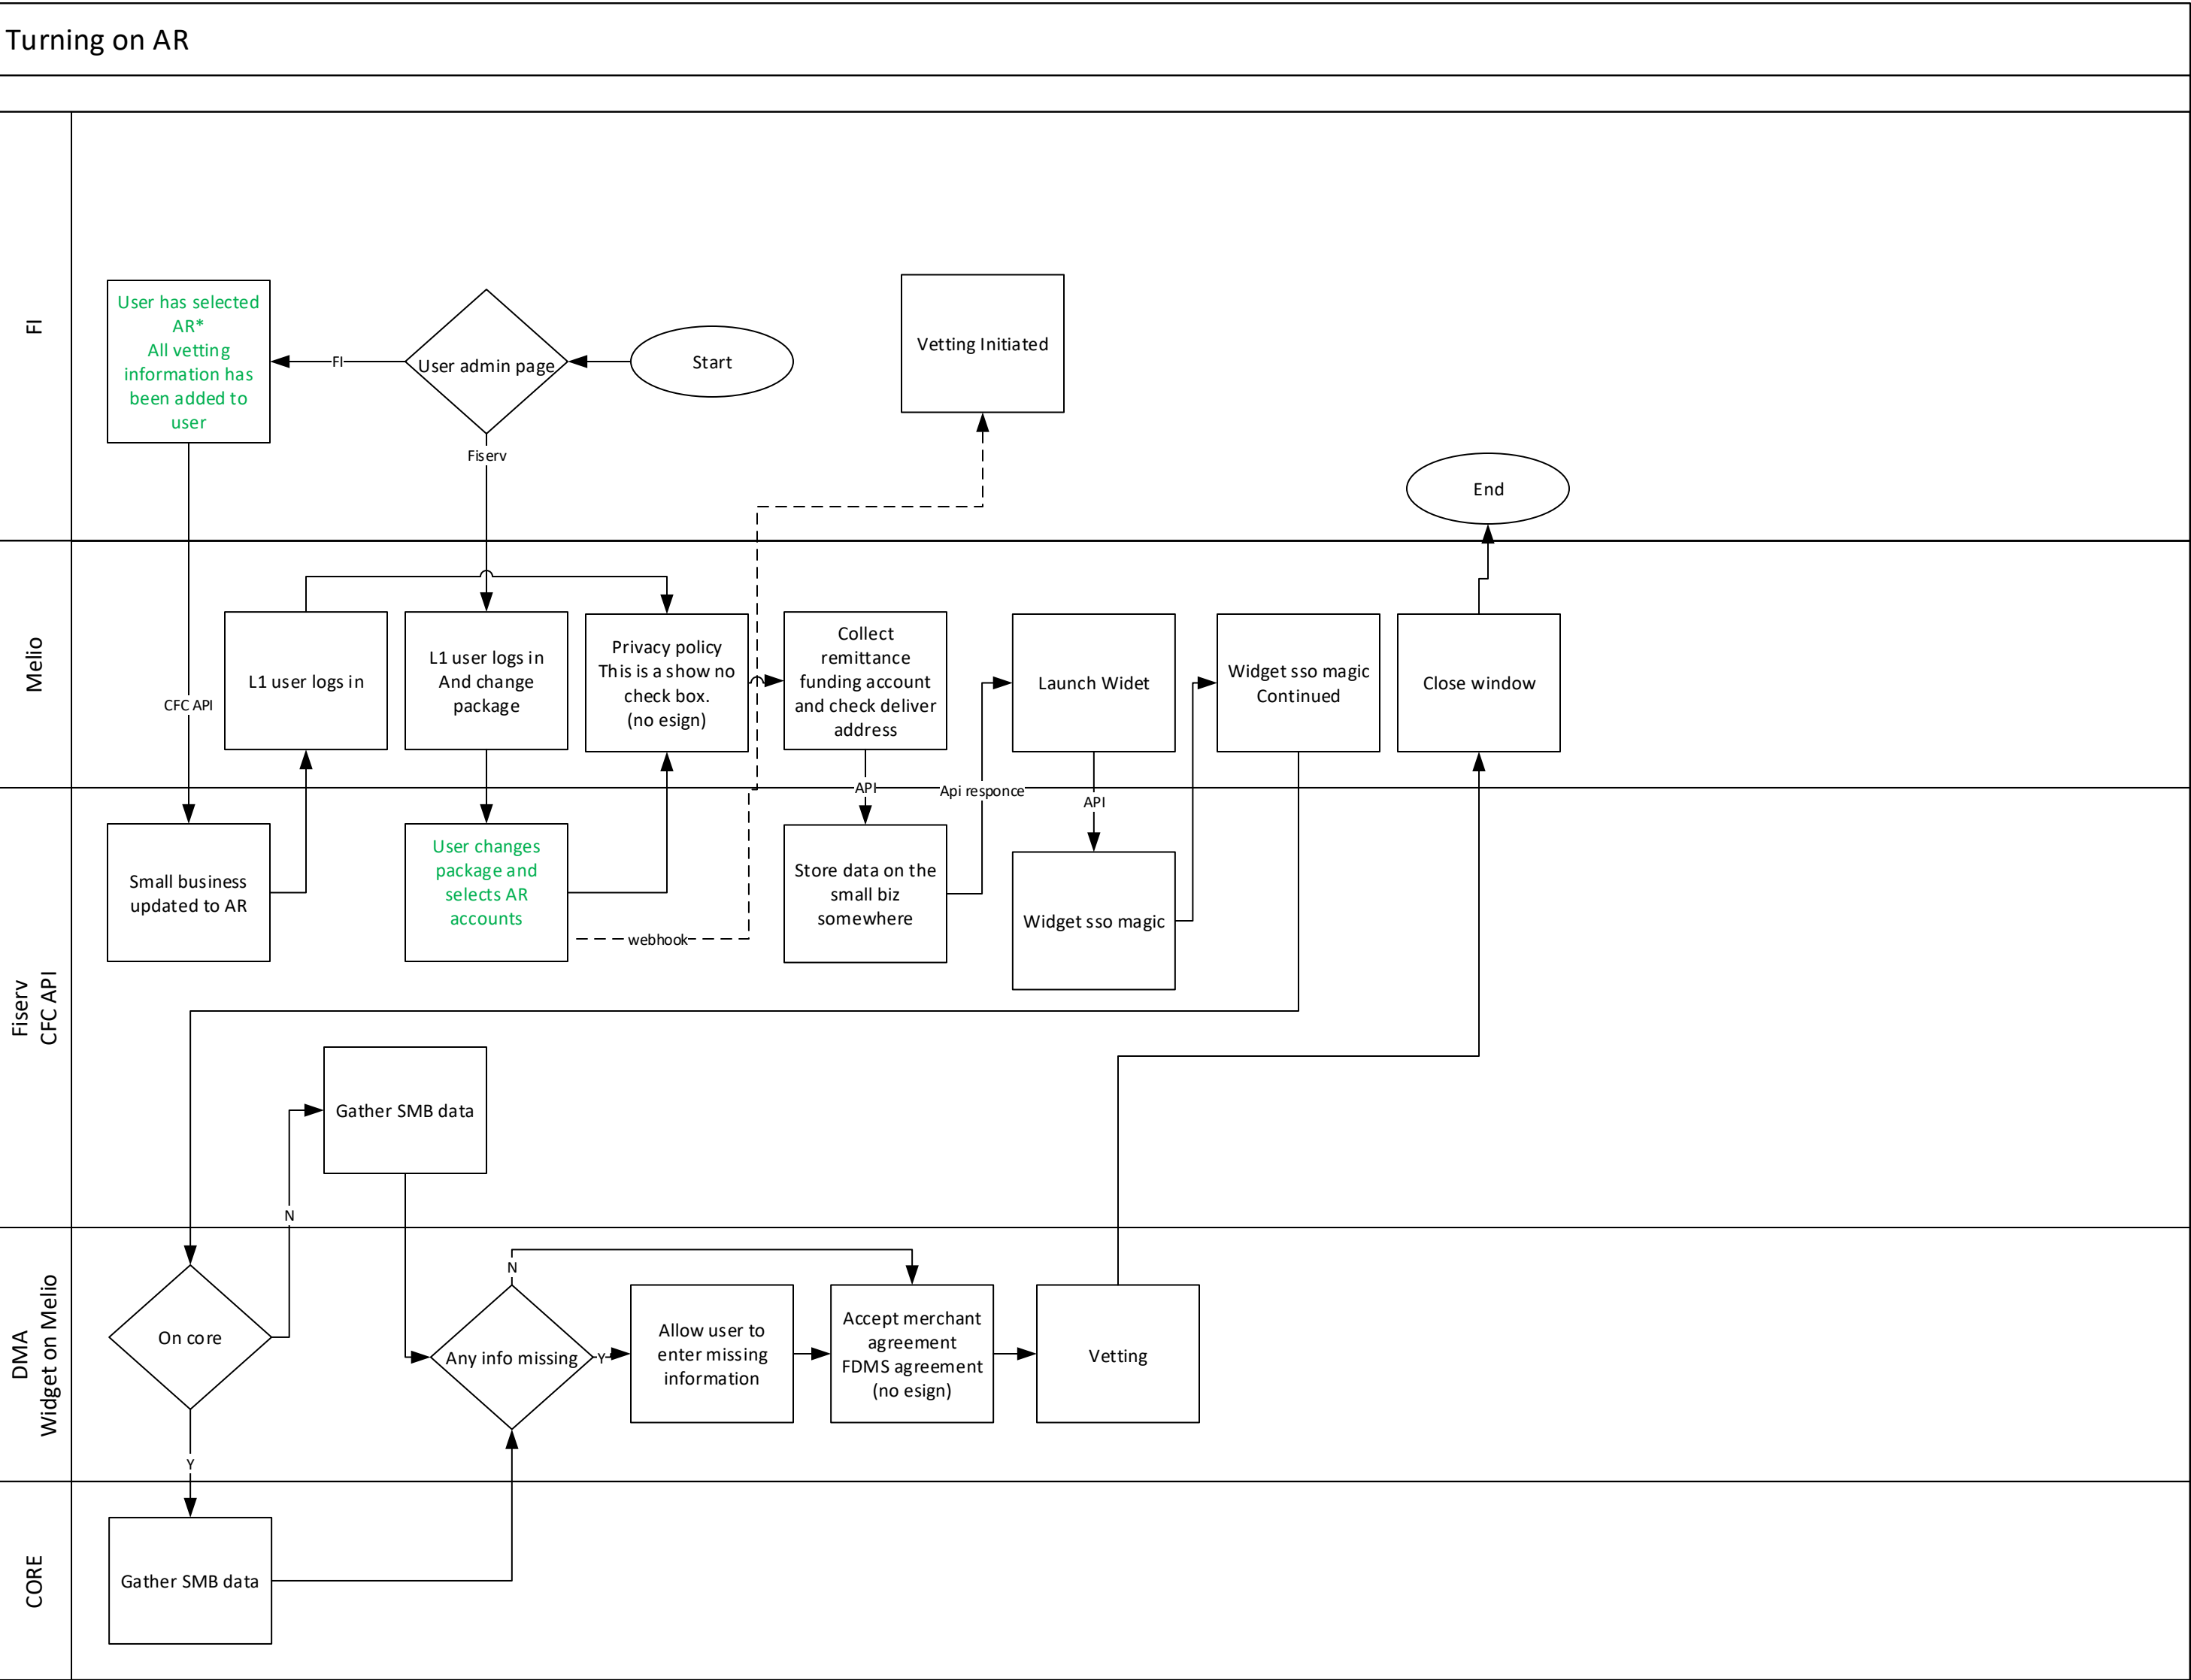 Turning on AR
FI
User has selected
AR*
All vetting
information has
been added to
user
FI
User admin page
Start
Vetting Initiated
Fiserv
End
Melio
CFC API
L1 user logs in
L1 user logs in
And change
package
Privacy policy
This is a show no
check box.
(no esign)
Collect
remittance
funding account
and check deliver
address
Launch Widet
Widget sso magic
Continued
Close window
API
Api responce
API
Fiserv
CFC API
Small business
updated to AR
User changes
package and
selects AR
accounts
webhook
Store data on the
small biz
somewhere
Widget sso magic
Gather SMB data
N
DMA
Widget on Melio
On core
N
Any info missing
Y
Allow user to
enter missing
information
Accept merchant
agreement
FDMS agreement
(no esign)
Vetting
Y
CORE
Gather SMB data